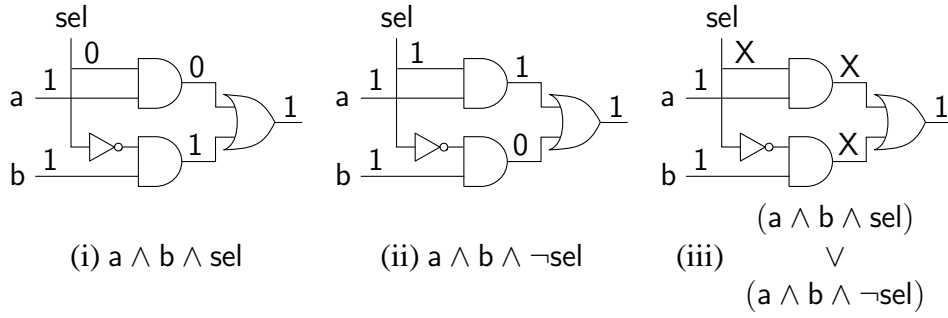 sel
0
0
1
a
1
1
b
1
(i) a ∧ b ∧ sel
sel
1
1
1
a
1
0
b
1
(ii) a ∧ b ∧ ¬sel
sel
X
X
1
a
1
X
b
1
(iii)
(a ∧ b ∧ sel)
∨
(a ∧ b ∧ ¬sel)